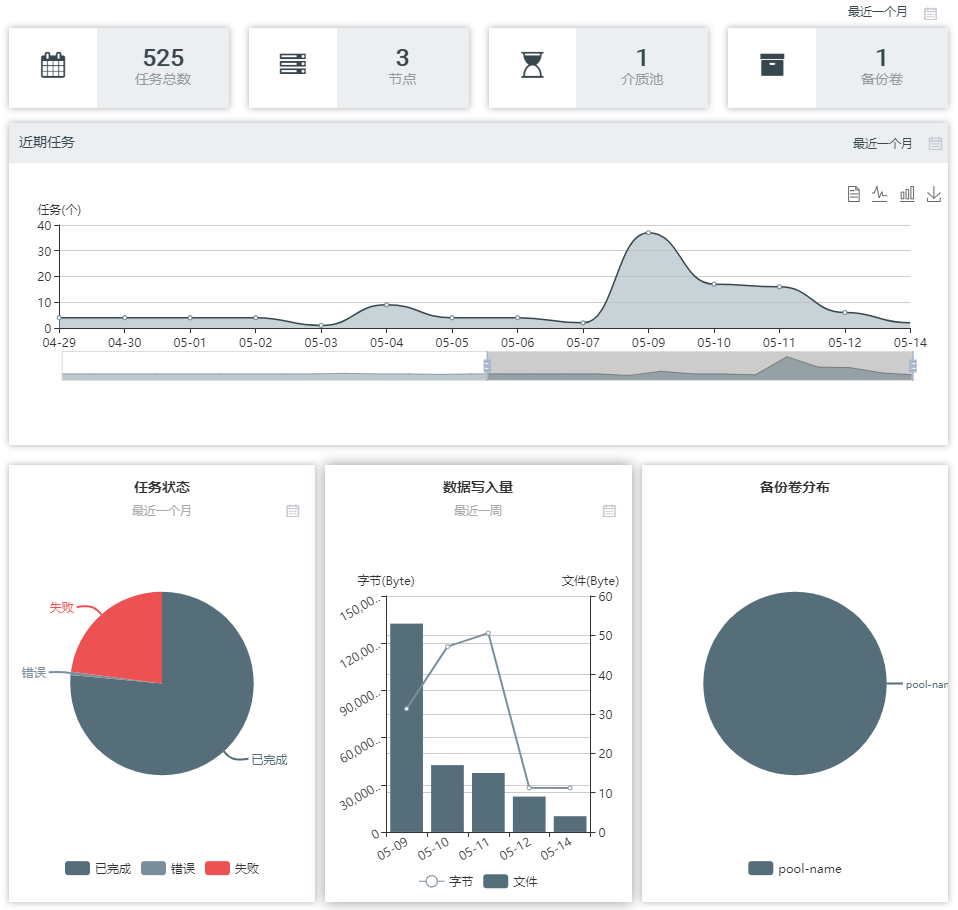 最近一个月
525
任务总数
3
节点
1
介质池
1
备份卷
近期任务
最近一个月
任务(个)
40
30
20
10
0
04-29 04-30 05-01 05-02 05-03 05-04 05-05 05-06 05-07 05-09 05-10 05-11 05-12 05-14
任务状态
最近一个月
失败
错误
已完成
已完成 错误 失败
数据写入量
最近一周
字节(Byte) 文件(Byte)
150,00.. 60
120,00.. 50
90,000.. 40
60,000.. 30
30,000.. 20
0 10
0
05-09 05-10 05-11 05-12 05-14
字节 文件
备份卷分布
pool-nam
pool-name